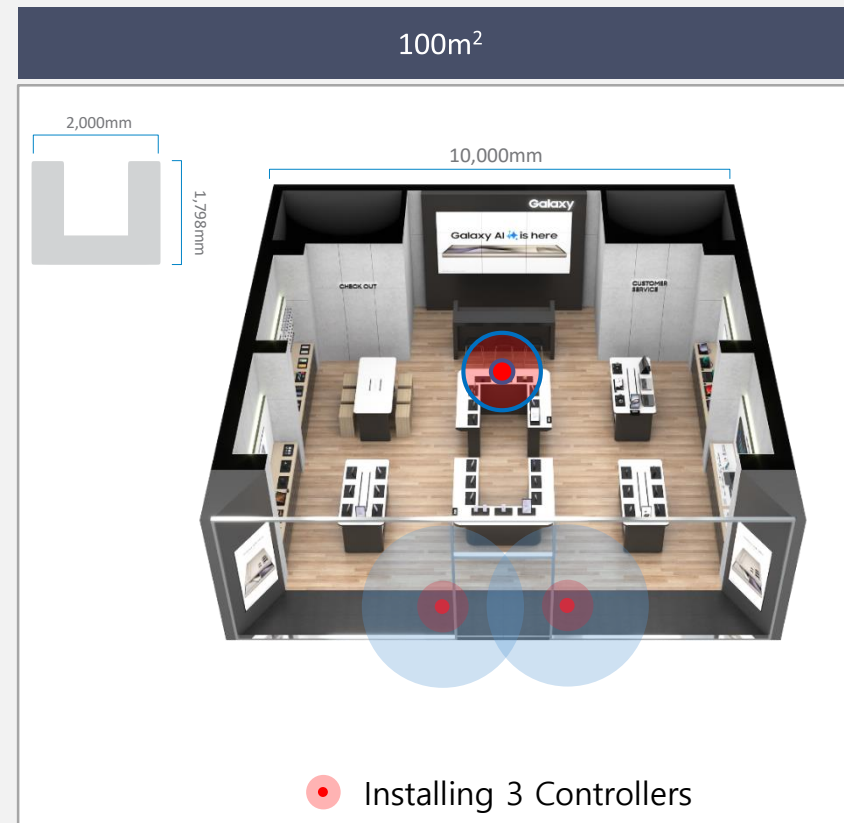 100m²
2,000mm
1,798mm
10,000mm
Galaxy
Galaxy AI is here
CHECK OUT
CUSTOMER
SERVICE
Installing 3 Controllers